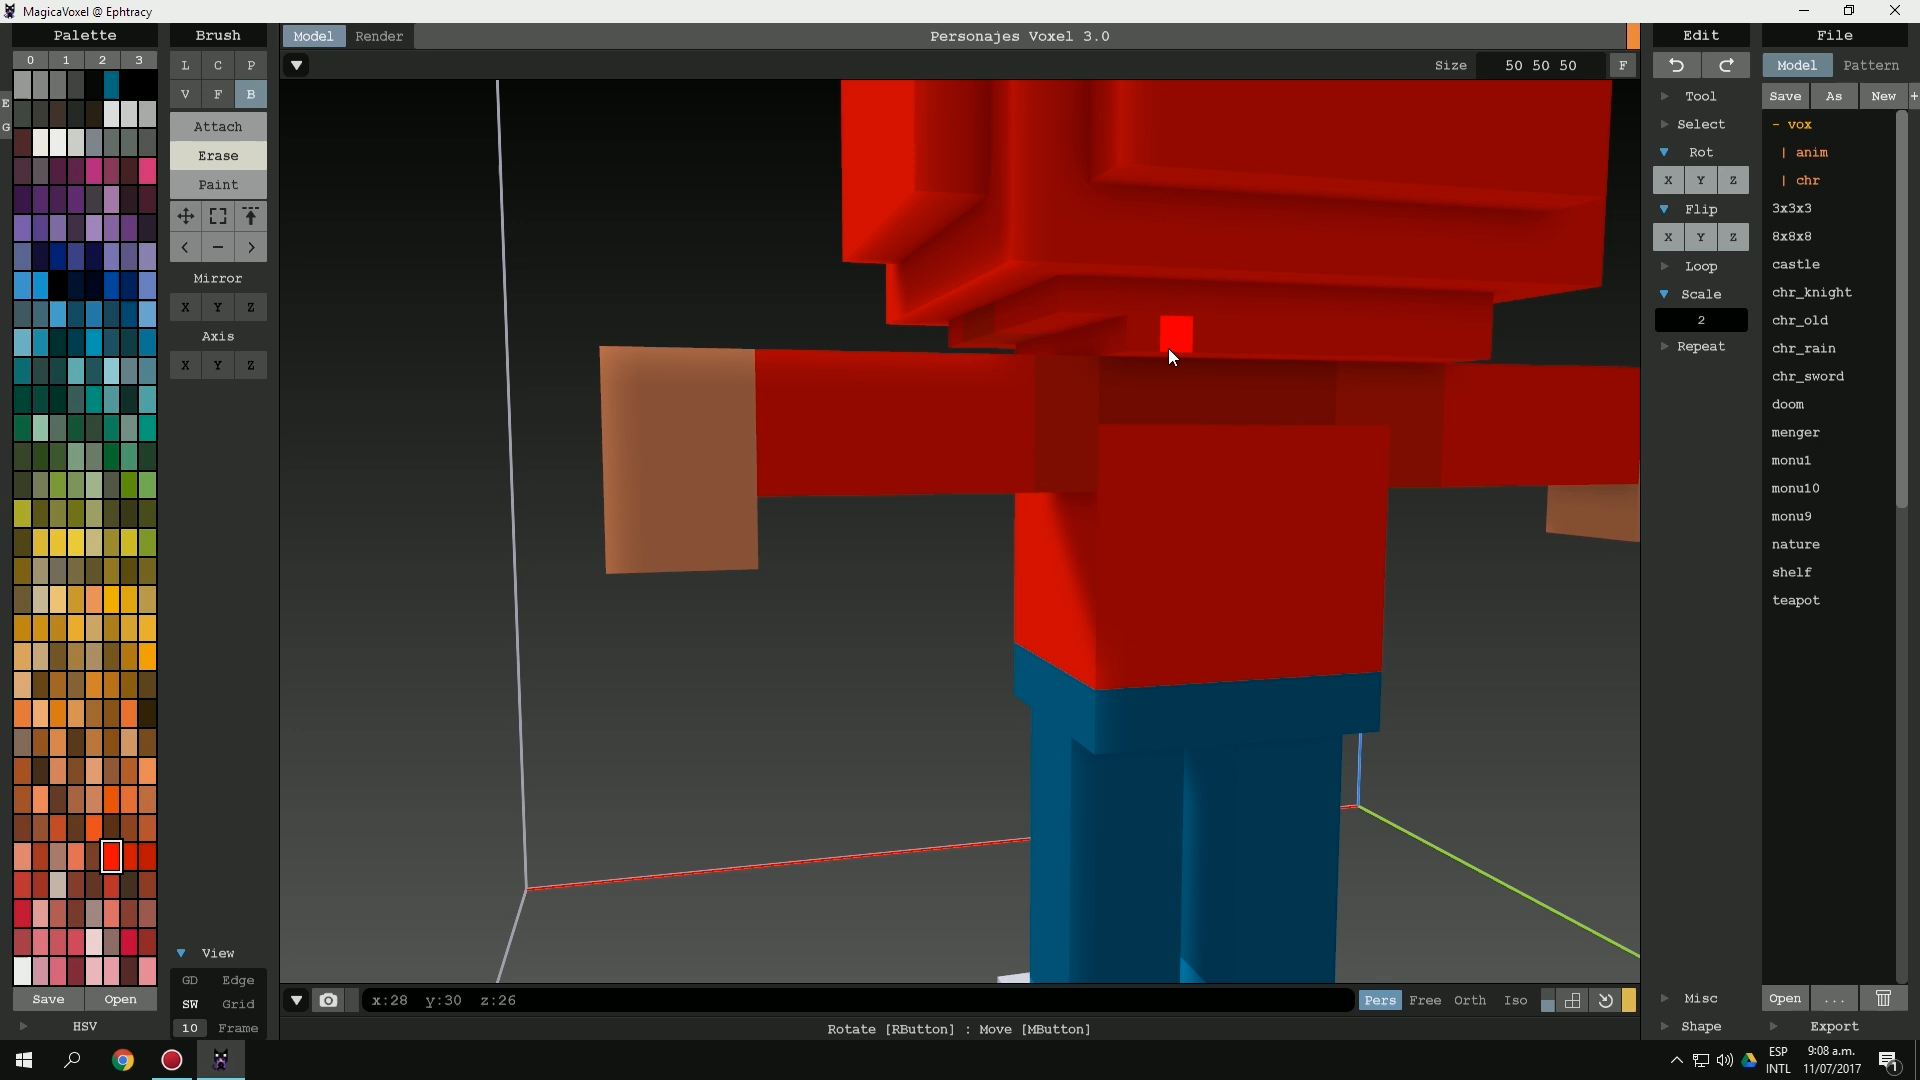 MagicaVoxel @ Ephtracy
Palette
Brush
Model Render
Personajes Voxel 3.0
Edit
File
0 1 2 3
L C P
V F B
Size 50 50 50 F
Model Pattern
Save As New +
E
G
Attach
Erase
Paint
< - >
Mirror
X Y Z
Axis
X Y Z
Tool
Select
Rot
X Y Z
Flip
X Y Z
Loop
Scale
2
Repeat
- vox
| anim
| chr
3x3x3
8x8x8
castle
chr_knight
chr_old
chr_rain
chr_sword
doom
menger
monu1
monu10
monu9
nature
shelf
teapot
View
GD Edge
SW Grid
10 Frame
Save Open
HSV
x:28 y:30 z:26
Pers Free Orth Iso
Rotate [RButton] : Move [MButton]
Misc
Shape
Open ...
Export
ESP
INTL
9:08 a.m.
11/07/2017
1